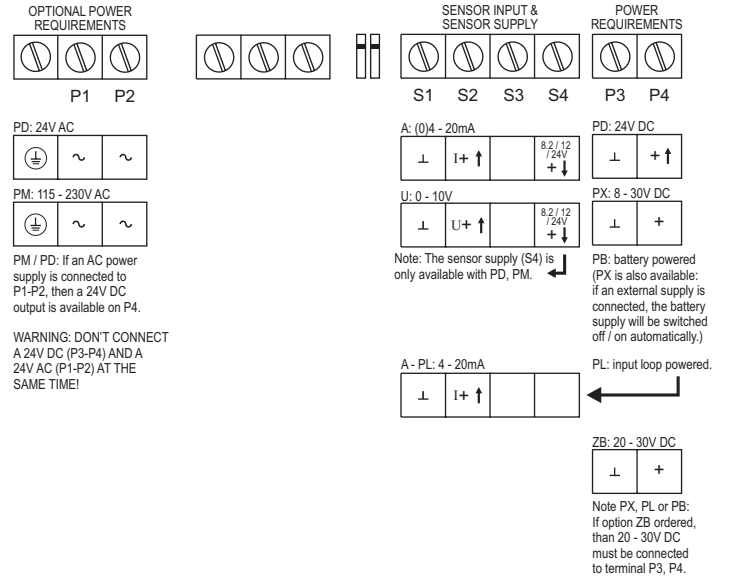 OPTIONAL POWER
REQUIREMENTS
P1 P2
PD: 24V AC
⏚ ~ ~
PM: 115 - 230V AC
⏚ ~ ~
PM / PD: If an AC power
supply is connected to
P1-P2, then a 24V DC
output is available on P4.
WARNING: DON'T CONNECT
A 24V DC (P3-P4) AND A
24V AC (P1-P2) AT THE
SAME TIME!
SENSOR INPUT &
SENSOR SUPPLY
S1 S2 S3 S4
A: (0)4 - 20mA
⊥ I+ ↑
8.2 / 12
/ 24V
+ ↓
U: 0 - 10V
⊥ U+ ↑
8.2 / 12
/ 24V
+ ↓
Note: The sensor supply (S4) is
only available with PD, PM.
A - PL: 4 - 20mA
⊥ I+ ↑
POWER
REQUIREMENTS
P3 P4
PD: 24V DC
⊥ + ↑
PX: 8 - 30V DC
⊥ +
PB: battery powered
(PX is also available:
if an external supply is
connected, the battery
supply will be switched
off / on automatically.)
PL: input loop powered.
ZB: 20 - 30V DC
⊥ +
Note PX, PL or PB:
If option ZB ordered,
than 20 - 30V DC
must be connected
to terminal P3, P4.